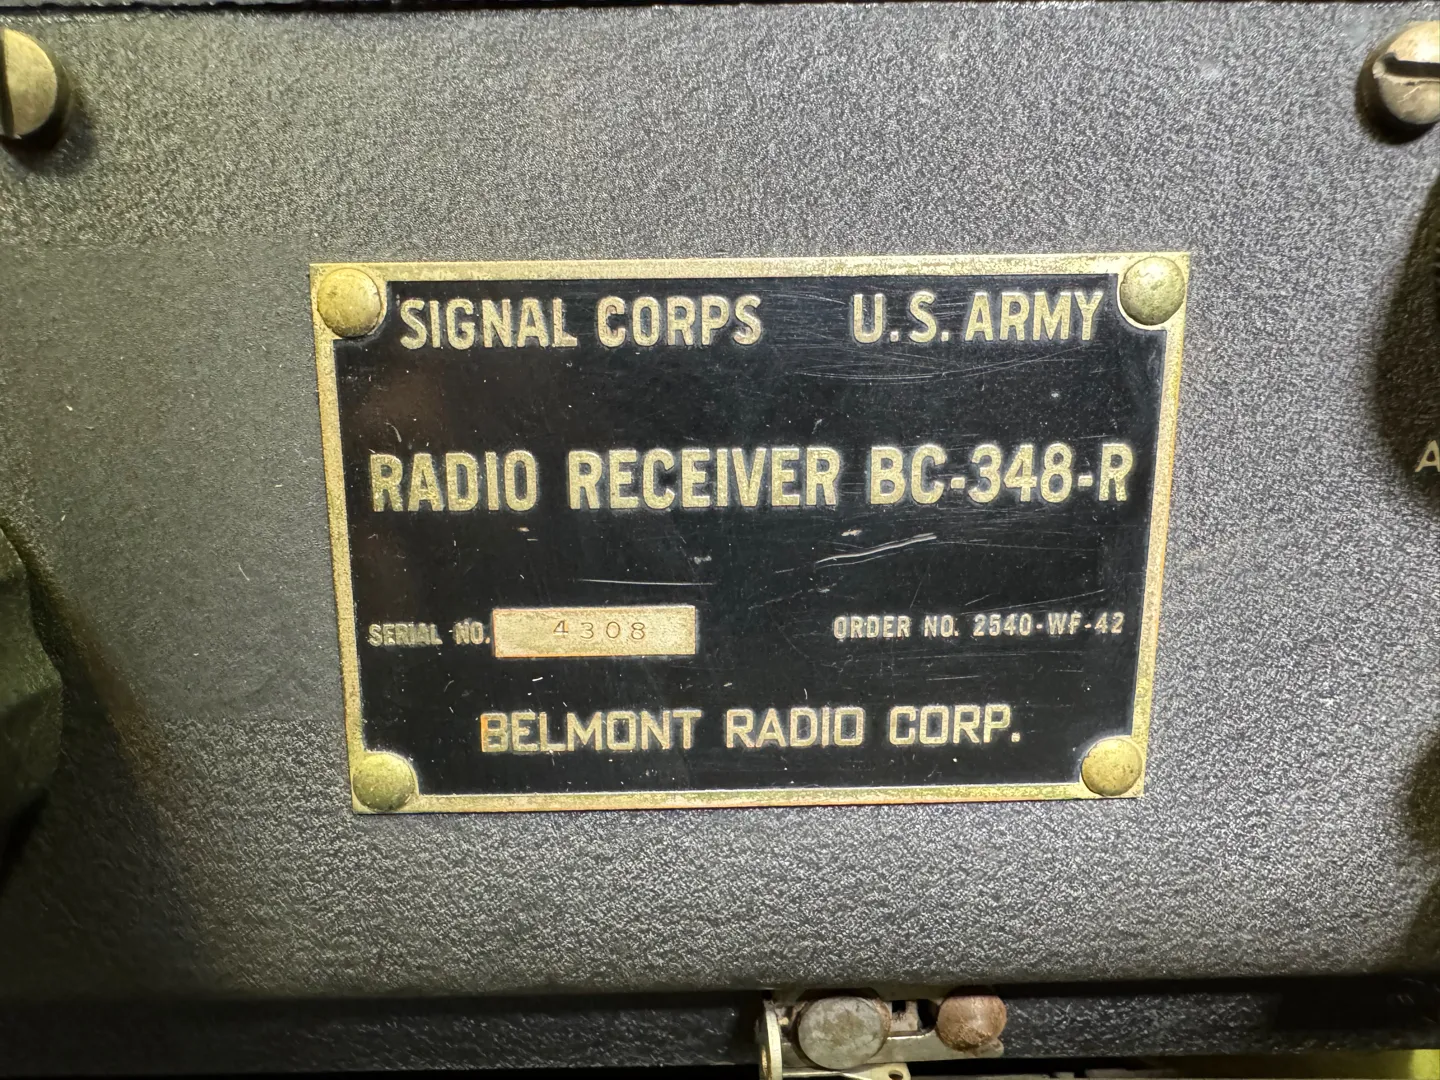 SIGNAL CORPS U.S. ARMY
RADIO RECEIVER BC-348-R
SERIAL NO. 4308 ORDER NO. 2540-WF-42
BELMONT RADIO CORP.
A